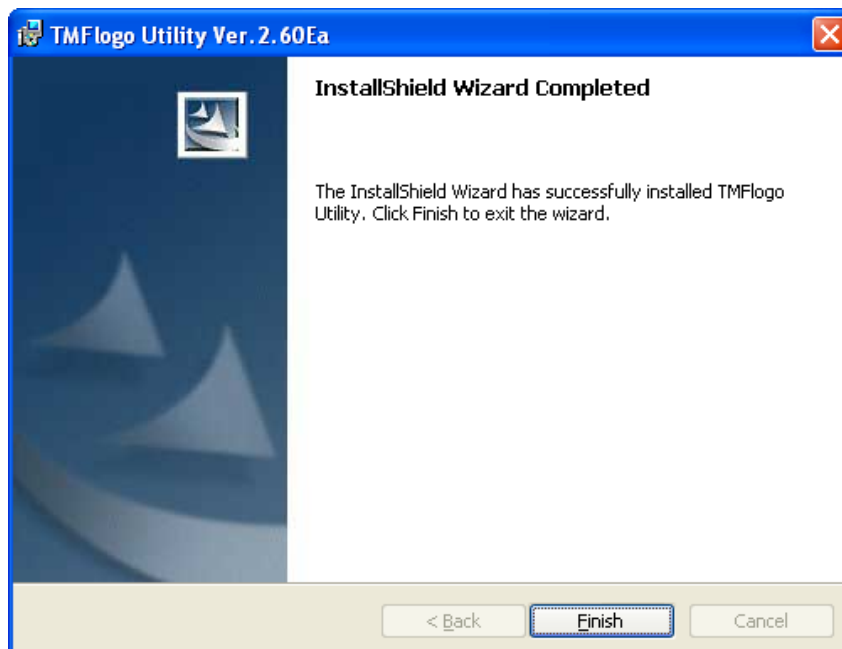 TMFlogo Utility Ver.2.60Ea
InstallShield Wizard Completed
The InstallShield Wizard has successfully installed TMFlogo
Utility. Click Finish to exit the wizard.
< Back
Finish
Cancel